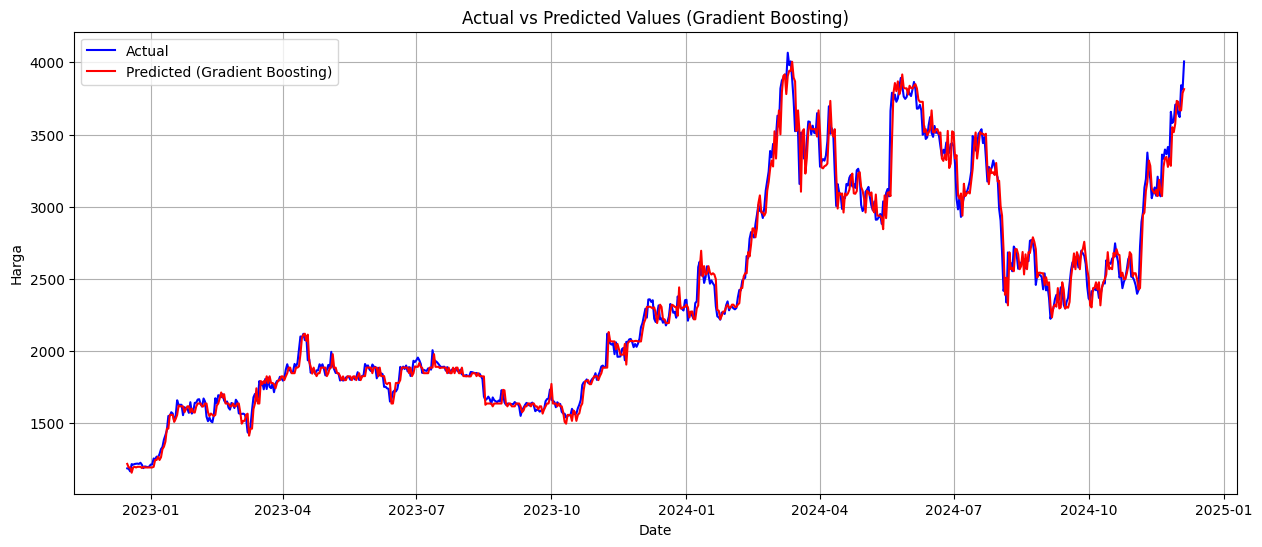 Actual vs Predicted Values (Gradient Boosting)
Actual
Predicted (Gradient Boosting)
4000
3500
3000
2500
2000
1500
Harga
2023-01 2023-04 2023-07 2023-10 2024-01 2024-04 2024-07 2024-10 2025-01
Date